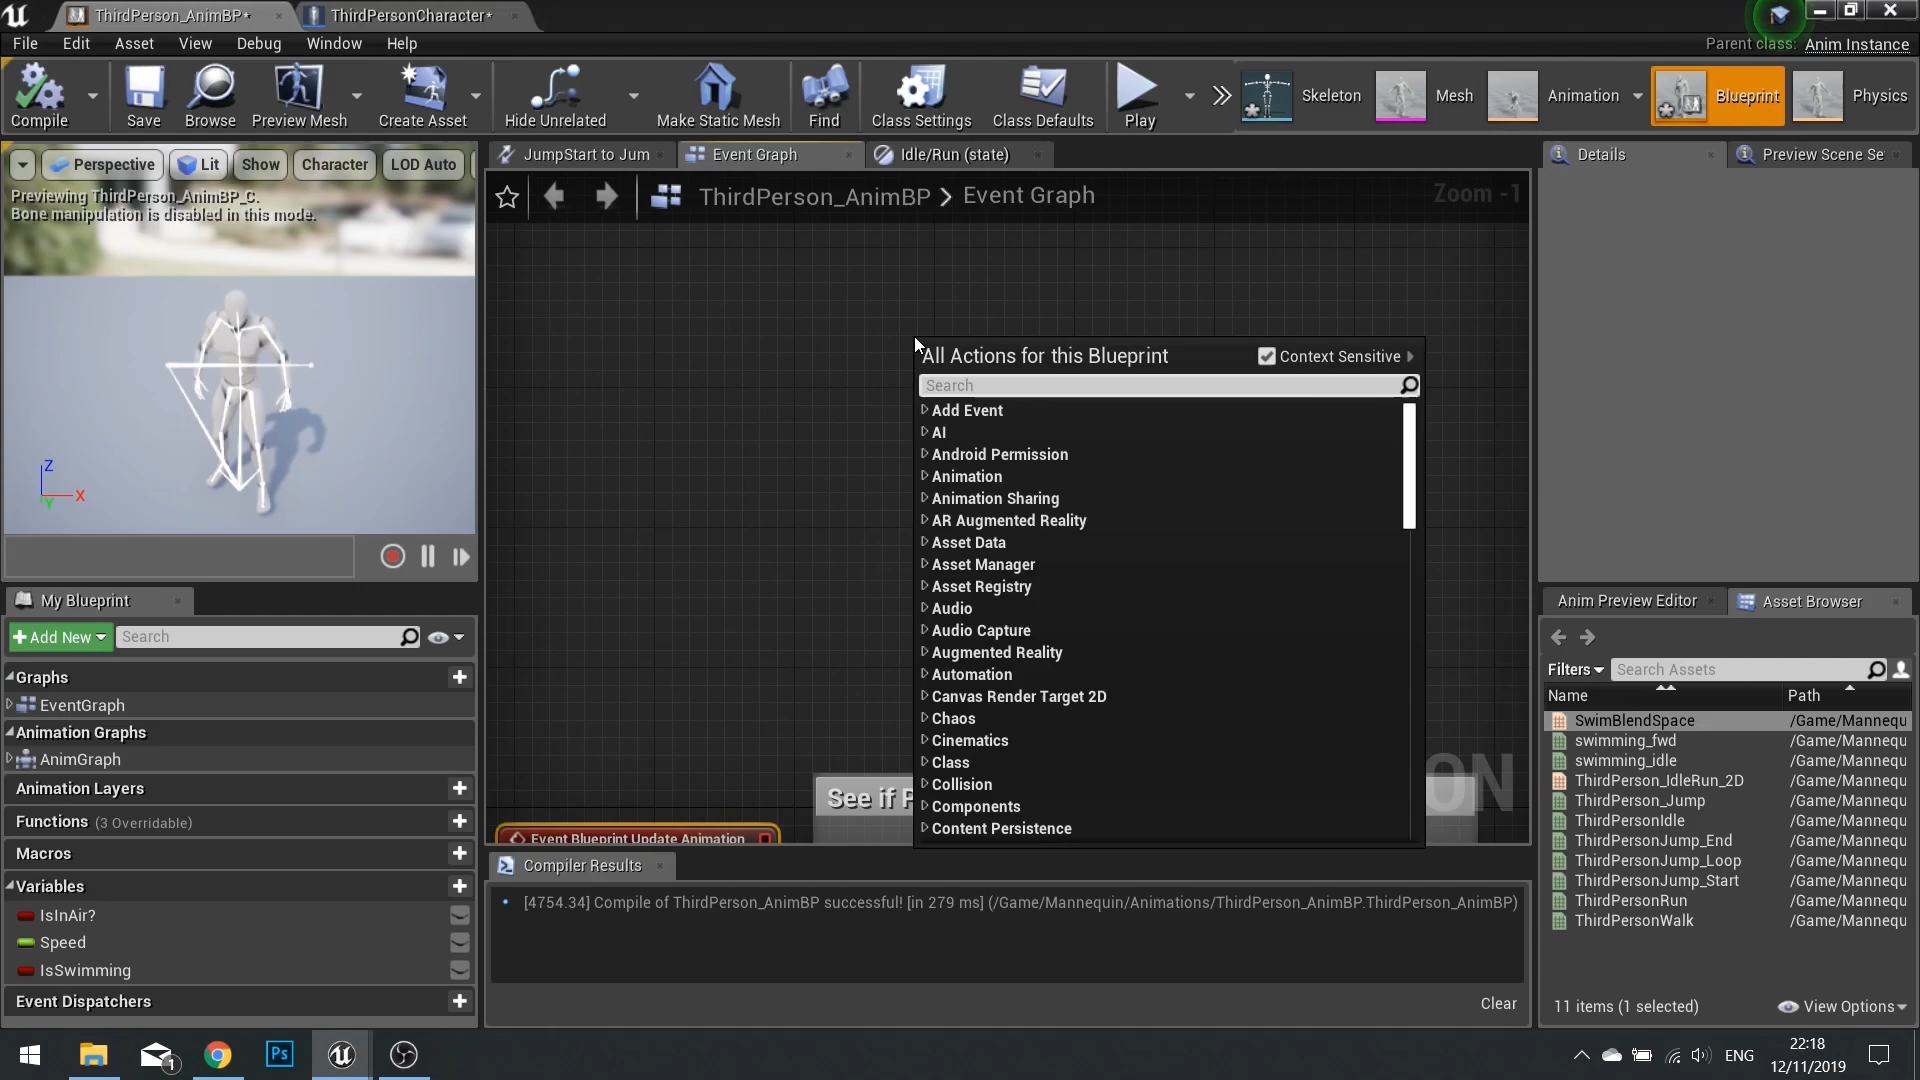 ThirdPerson_AnimBP*
ThirdPersonCharacter*
File Edit Asset View Debug Window Help
Parent class: Anim Instance
Compile Save Browse Preview Mesh Create Asset Hide Unrelated Make Static Mesh Find Class Settings Class Defaults Play Skeleton Mesh Animation Blueprint Physics
Perspective Lit Show Character LOD Auto
Previewing ThirdPerson_AnimBP_C.
Bone manipulation is disabled in this mode.
Z
X
Y
JumpStart to Jum Event Graph Idle/Run (state)
ThirdPerson_AnimBP > Event Graph
Zoom -1
All Actions for this Blueprint Context Sensitive
Search
Add Event
AI
Android Permission
Animation
Animation Sharing
AR Augmented Reality
Asset Data
Asset Manager
Asset Registry
Audio
Audio Capture
Augmented Reality
Automation
Canvas Render Target 2D
Chaos
Cinematics
Class
Collision
Components
Content Persistence
See if P
ON
Event Blueprint Update Animation
My Blueprint
Add New Search
Graphs
EventGraph
Animation Graphs
AnimGraph
Animation Layers
Functions (3 Overridable)
Macros
Variables
IsInAir?
Speed
IsSwimming
Event Dispatchers
Compiler Results
[4754.34] Compile of ThirdPerson_AnimBP successful! [in 279 ms] (/Game/Mannequin/Animations/ThirdPerson_AnimBP.ThirdPerson_AnimBP)
Clear
Details Preview Scene Se
Anim Preview Editor Asset Browser
Filters Search Assets
Name Path
SwimBlendSpace /Game/Mannequ
swimming_fwd /Game/Mannequ
swimming_idle /Game/Mannequ
ThirdPerson_IdleRun_2D /Game/Mannequ
ThirdPerson_Jump /Game/Mannequ
ThirdPersonIdle /Game/Mannequ
ThirdPersonJump_End /Game/Mannequ
ThirdPersonJump_Loop /Game/Mannequ
ThirdPersonJump_Start /Game/Mannequ
ThirdPersonRun /Game/Mannequ
ThirdPersonWalk /Game/Mannequ
11 items (1 selected) View Options
1
Ps
ENG
22:18
12/11/2019